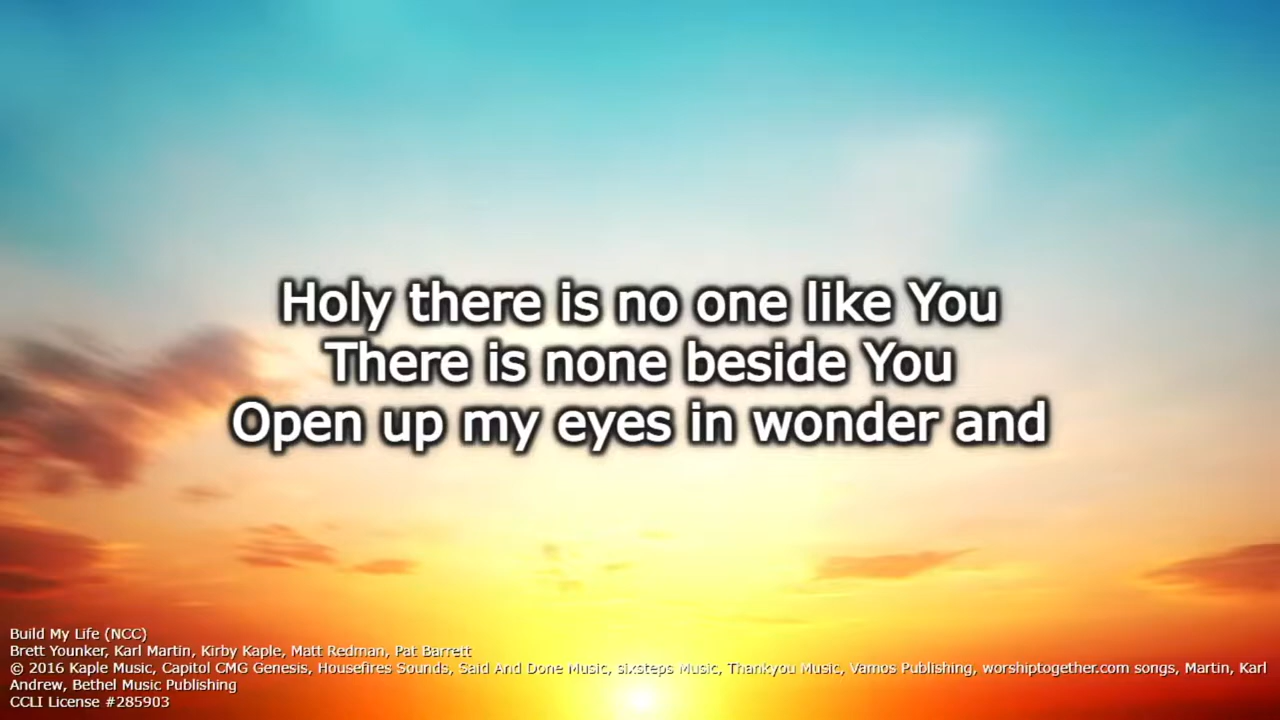 Holy there is no one like You
There is none beside You
Open up my eyes in wonder and
Build My Life (NCC)
Brett Younker, Karl Martin, Kirby Kaple, Matt Redman, Pat Barrett
© 2016 Kaple Music, Capitol CMG Genesis, Housefires Sounds, Said And Done Music, sixsteps Music, Thankyou Music, Vamos Publishing, worshiptogether.com songs, Martin, Karl
Andrew, Bethel Music Publishing
CCLI License #285903